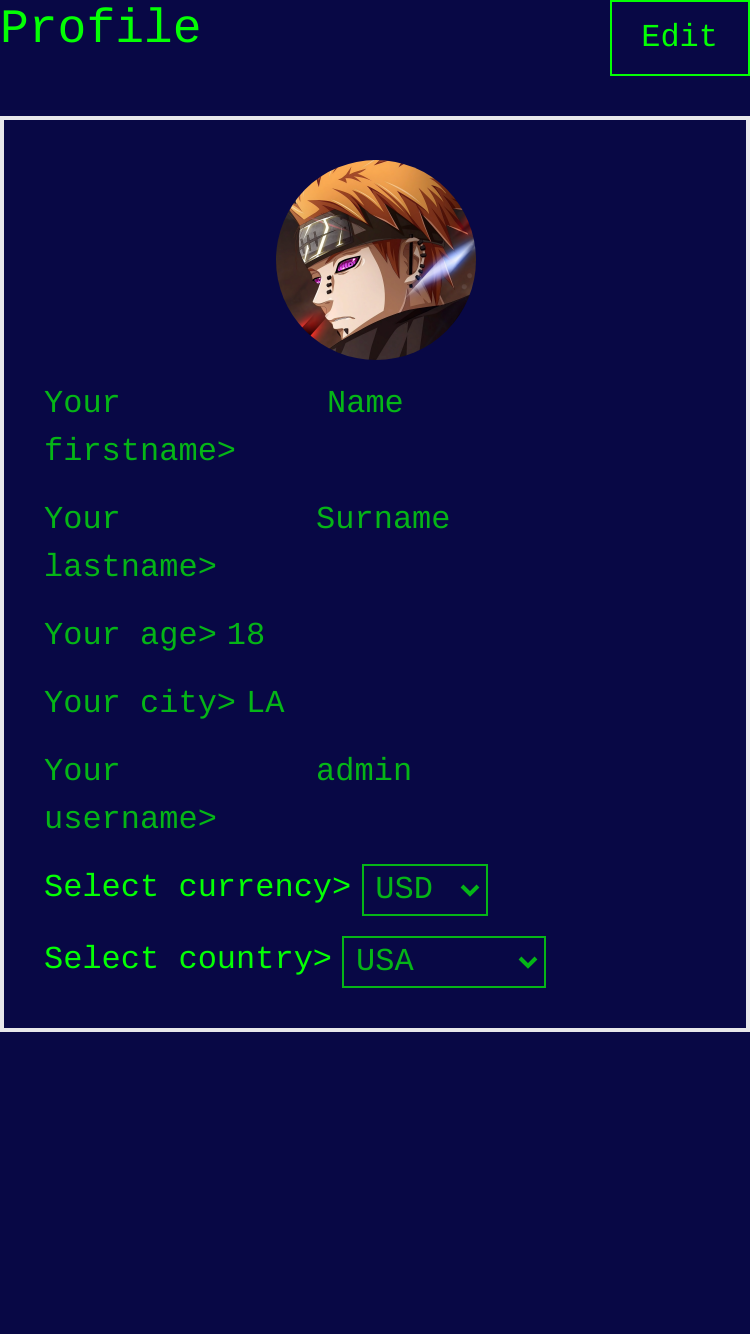 Profile
Edit
Your Name
firstname>
Your Surname
lastname>
Your age> 18
Your city> LA
Your admin
username>
Select currency> USD
Select country> USA